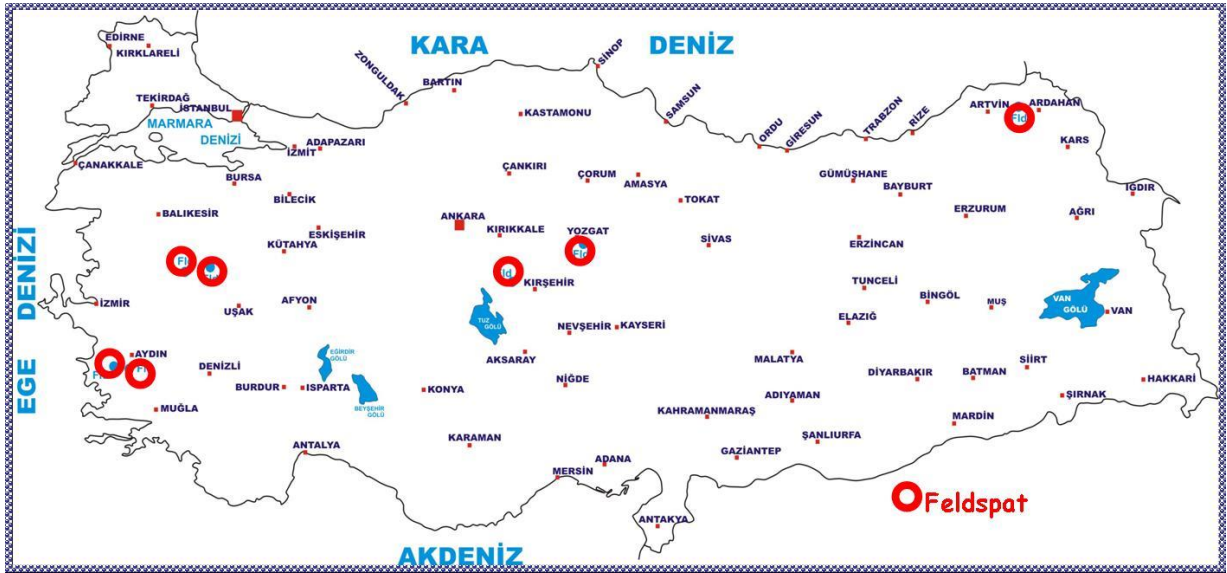 KARA DENİZ
EDİRNE
KIRKLARELİ
SİNOP
ZONGULDAK
BARTIN
TEKİRDAĞ
İSTANBUL
KASTAMONU
SAMSUN
ORDU
GİRESUN
TRABZON
RİZE
ARTVİN
ARDAHAN
Fld
MARMARA
DENİZİ
İZMİT
ADAPAZARI
KARS
ÇANAKKALE
BURSA
BİLECİK
ÇANKIRI
ÇORUM
AMASYA
TOKAT
GÜMÜŞHANE
BAYBURT
ERZURUM
IĞDIR
AĞRI
BALIKESİR
ESKİŞEHİR
KÜTAHYA
ANKARA
KIRIKKALE
YOZGAT
Fld
SİVAS
ERZİNCAN
EGE DENİZİ
Fld
KIRŞEHİR
TUNCELİ
BİNGÖL
MUŞ
VAN
GÖLÜ
VAN
İZMİR
UŞAK
AFYON
TUZ
GÖLÜ
NEVŞEHİR
KAYSERİ
ELAZIĞ
AYDIN
DENİZLİ
EĞİRDİR
GÖLÜ
BURDUR
ISPARTA
BEYŞEHİR
GÖLÜ
AKSARAY
KONYA
NİĞDE
MALATYA
DİYARBAKIR
BATMAN
SİİRT
HAKKARİ
ŞIRNAK
MUĞLA
ADIYAMAN
KAHRAMANMARAŞ
MARDİN
ANTALYA
KARAMAN
ŞANLIURFA
GAZİANTEP
ADANA
MERSİN
ANTAKYA
Feldspat
AKDENİZ